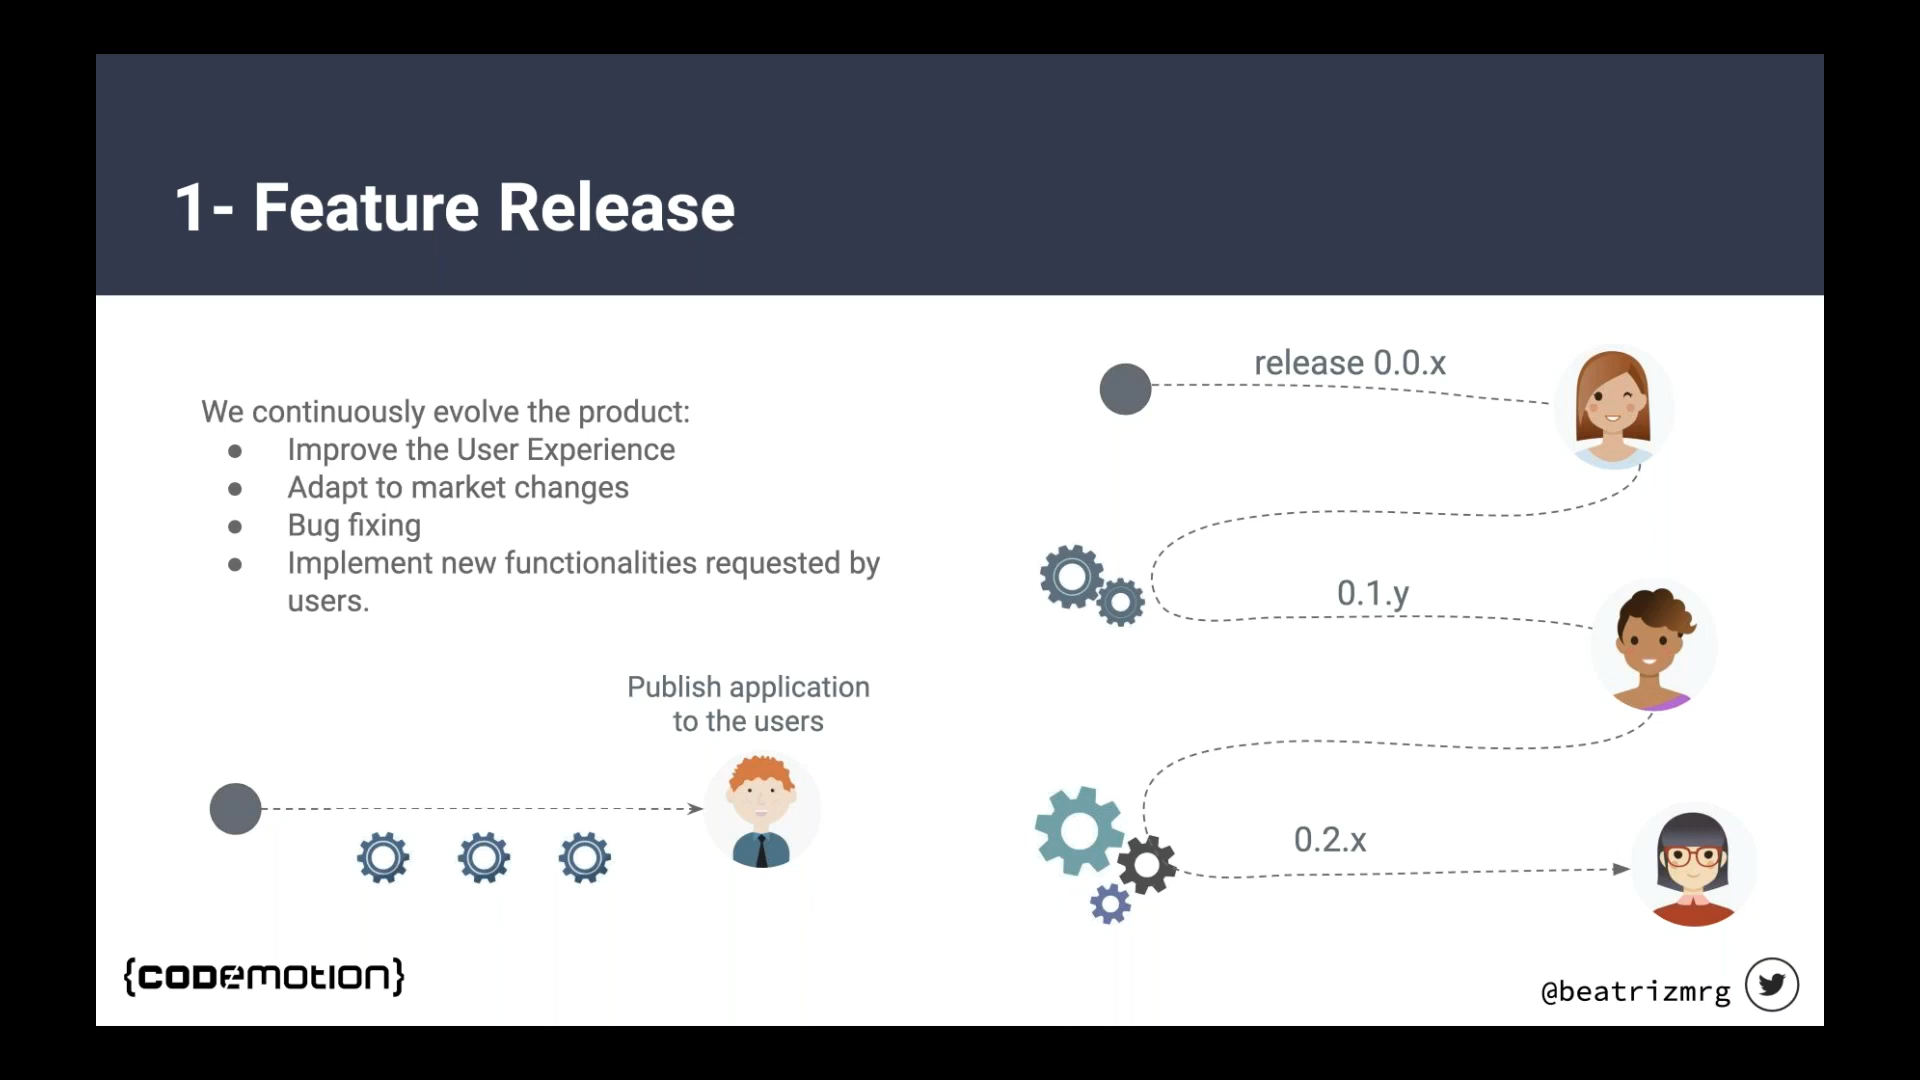 1- Feature Release
We continuously evolve the product:
● Improve the User Experience
● Adapt to market changes
● Bug fixing
● Implement new functionalities requested by
users.
Publish application
to the users
release 0.0.x
0.1.y
0.2.x
{CODEMOTION}
@beatrizmrg